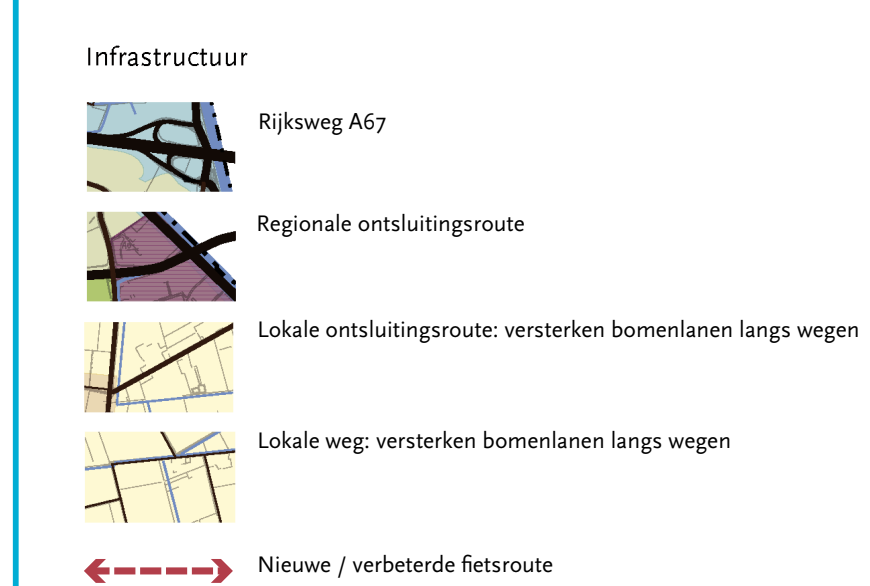 Infrastructuur
Rijksweg A67
Regionale ontsluitingsroute
Lokale ontsluitingsroute: versterken bomenlanen langs wegen
Lokale weg: versterken bomenlanen langs wegen
Nieuwe / verbeterde fietsroute